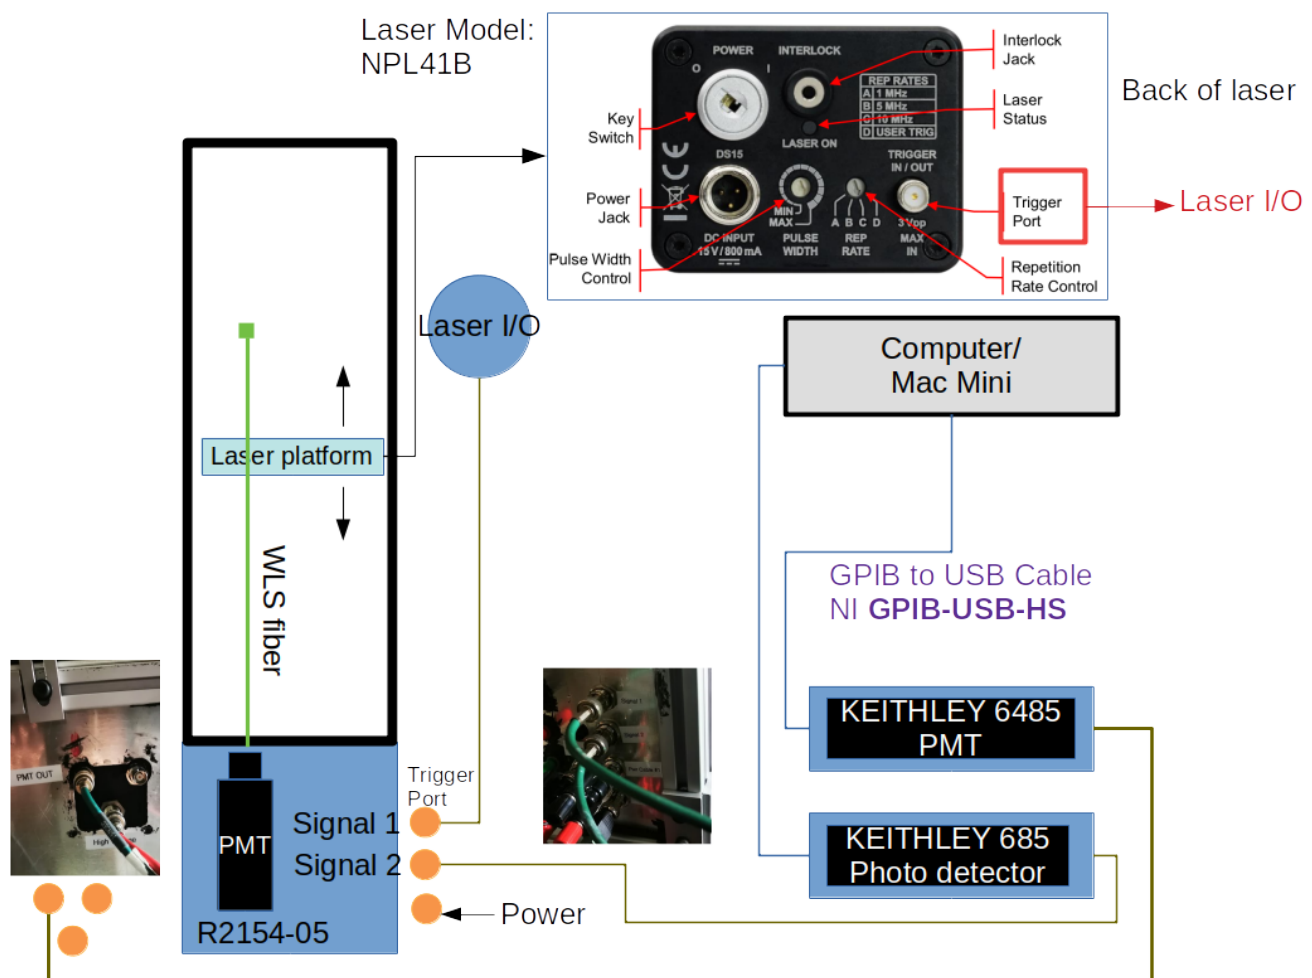 Laser Model:
NPL41B
POWER
INTERLOCK
O
I
REP RATES
A 1 MHz
B 5 MHz
C 10 MHz
D USER TRIG
LASER ON
DS15
TRIGGER
IN / OUT
MIN
MAX
A B C D
3 Vpp
DC INPUT
15 V / 800 mA
PULSE
WIDTH
REP
RATE
MAX
IN
Interlock
Jack
Laser
Status
Key
Switch
Power
Jack
Pulse Width
Control
Trigger
Port
Repetition
Rate Control
Back of laser
Laser I/O
Laser I/O
Computer/
Mac Mini
Laser platform
WLS fiber
GPIB to USB Cable
NI GPIB-USB-HS
KEITHLEY 6485
PMT
KEITHLEY 685
Photo detector
PMT OUT
High
Signal 1
Trigger
Port
Signal 1
Signal 2
PMT
Power
R2154-05